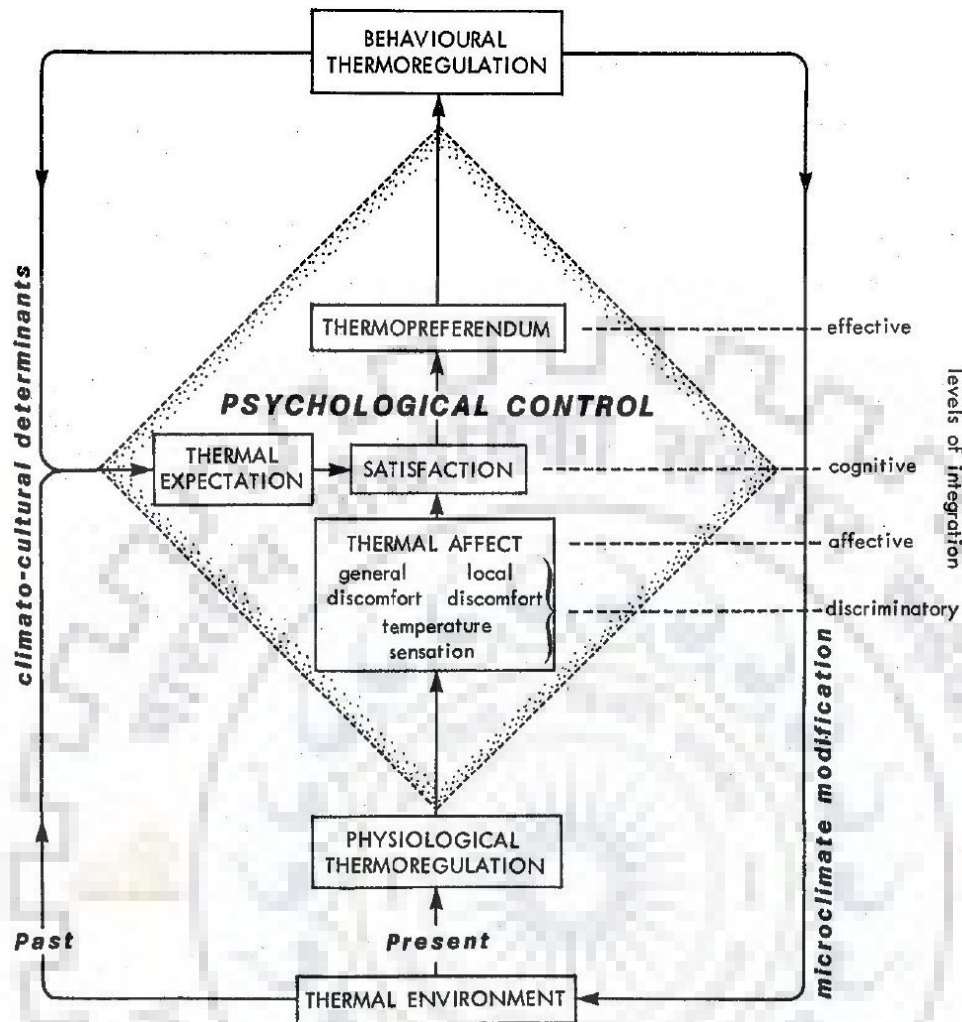 BEHAVIOURAL
THERMOREGULATION
climato-cultural determinants
THERMOPREFERENDUM
effective
PSYCHOLOGICAL CONTROL
THERMAL
EXPECTATION
SATISFACTION
cognitive
levels of integration
THERMAL AFFECT
affective
general local
discomfort discomfort
temperature
sensation
discriminatory
microclimate modification
PHYSIOLOGICAL
THERMOREGULATION
Past
Present
THERMAL ENVIRONMENT